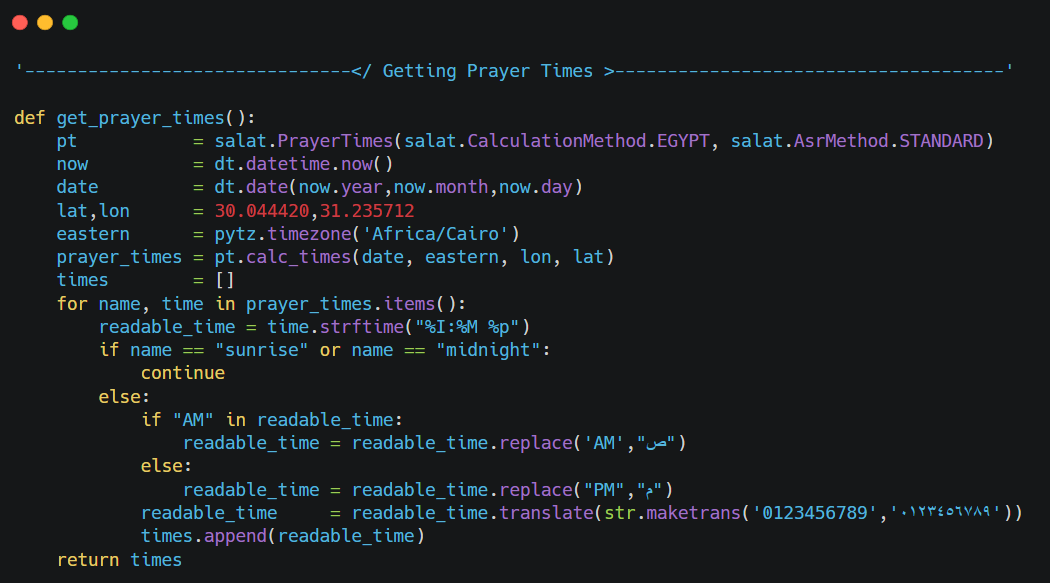 '-------------------------------</ Getting Prayer Times >-------------------------------------'
def get_prayer_times():
    pt           = salat.PrayerTimes(salat.CalculationMethod.EGYPT, salat.AsrMethod.STANDARD)
    now          = dt.datetime.now()
    date         = dt.date(now.year,now.month,now.day)
    lat,lon      = 30.044420,31.235712
    eastern      = pytz.timezone('Africa/Cairo')
    prayer_times = pt.calc_times(date, eastern, lon, lat)
    times        = []
    for name, time in prayer_times.items():
        readable_time = time.strftime("%I:%M %p")
        if name == "sunrise" or name == "midnight":
            continue
        else:
            if "AM" in readable_time:
                readable_time = readable_time.replace('AM',"ص")
            else:
                readable_time = readable_time.replace("PM","م")
            readable_time     = readable_time.translate(str.maketrans('0123456789','٠١٢٣٤٥٦٧٨٩'))
            times.append(readable_time)
    return times